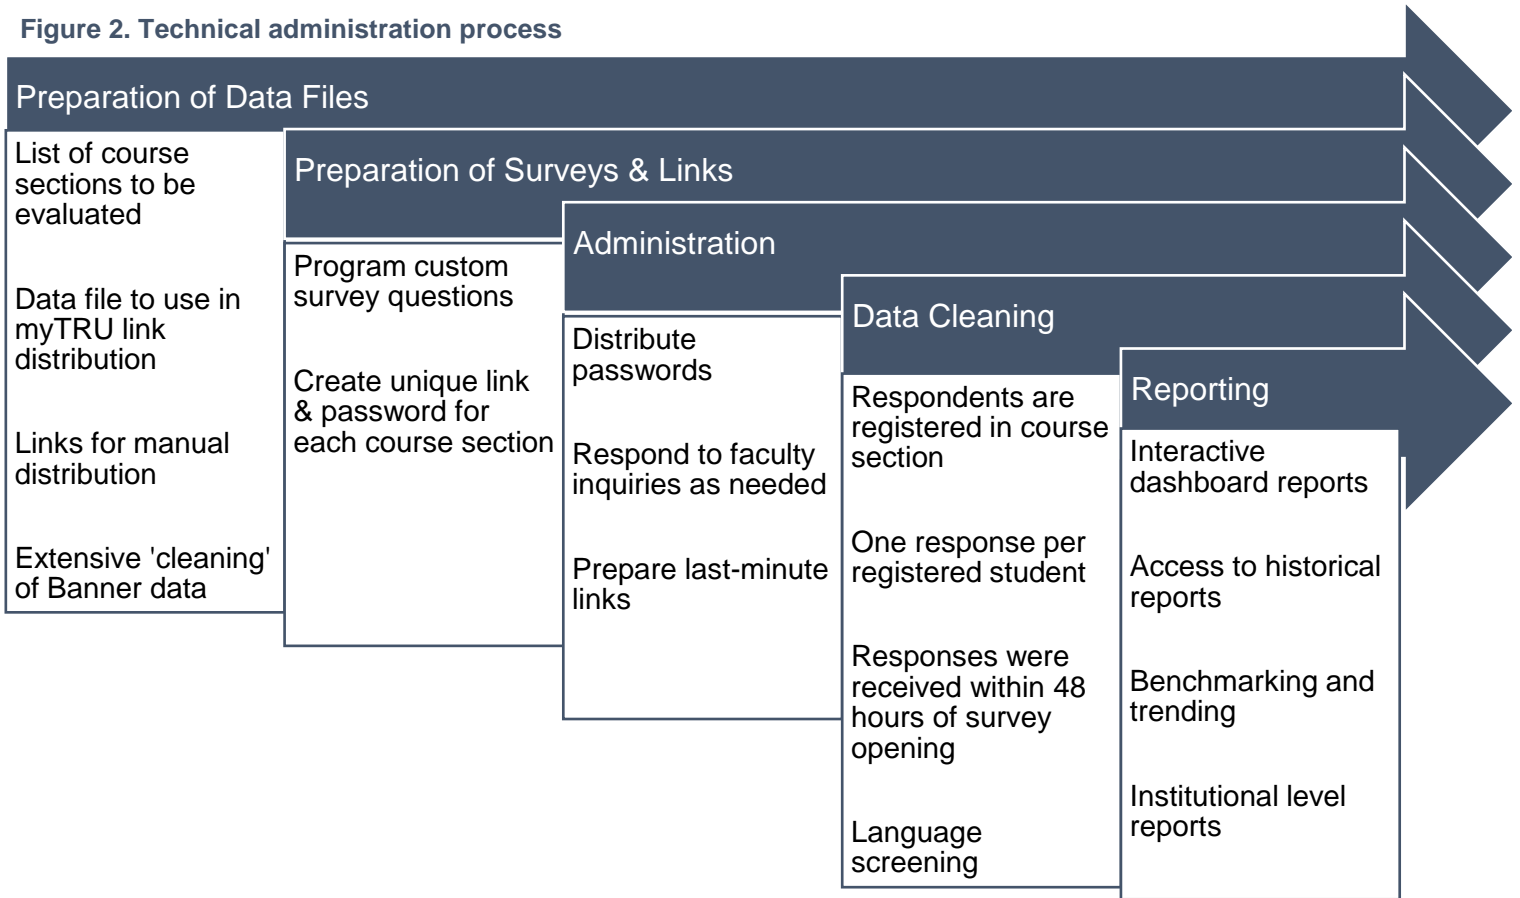 Figure 2. Technical administration process
Preparation of Data Files
List of course
sections to be
evaluated
Data file to use in
myTRU link
distribution
Links for manual
distribution
Extensive 'cleaning'
of Banner data
Preparation of Surveys & Links
Program custom
survey questions
Create unique link
& password for
each course section
Administration
Distribute
passwords
Respond to faculty
inquiries as needed
Prepare last-minute
links
Data Cleaning
Respondents are
registered in course
section
One response per
registered student
Responses were
received within 48
hours of survey
opening
Language
screening
Reporting
Interactive
dashboard reports
Access to historical
reports
Benchmarking and
trending
Institutional level
reports